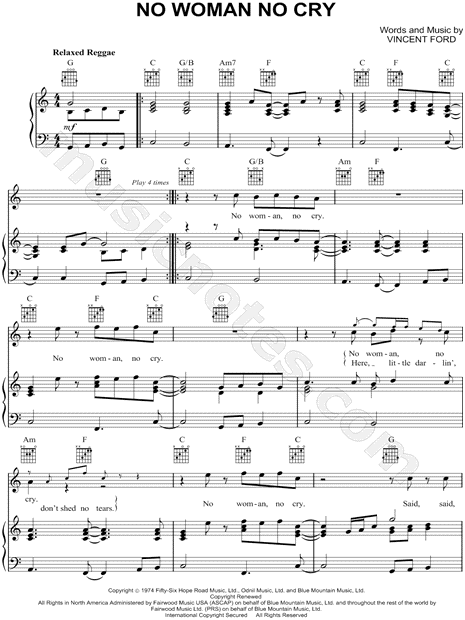 NO WOMAN NO CRY
Words and Music by
VINCENT FORD
Relaxed Reggae
G C G/B Am7 F C F C
mf
G C G/B Am F
Play 4 times
No wom-an, no cry.
C F C G C F C G/B
No wom-an, no cry. (No wom-an, no
Here, lit-tle dar-lin',
Am F C F C G
cry. No wom-an, no cry. Said, said,
don't shed no tears.)
Copyright © 1974 Fifty-Six Hope Road Music, Ltd., Odnil Music, Ltd. and Blue Mountain Music, Ltd.
Copyright Renewed
All Rights in North America Administered by Fairwood Music USA (ASCAP) on behalf of Blue Mountain Music, Ltd. and throughout the rest of the world by
Fairwood Music Ltd. (PRS) on behalf of Blue Mountain Music, Ltd.
International Copyright Secured All Rights Reserved
musicnotes.com